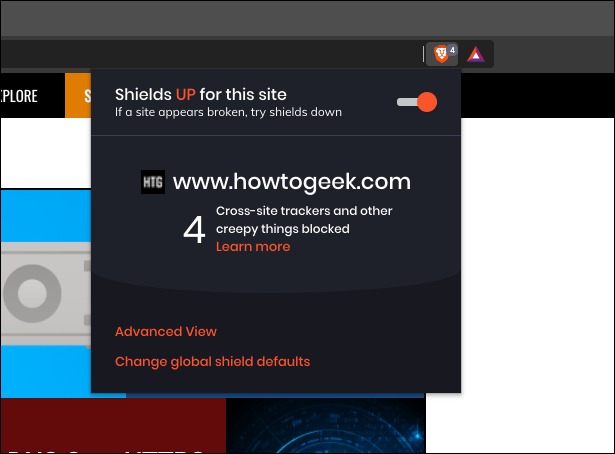 4
PLORE
S
Shields UP for this site
If a site appears broken, try shields down
HTG
www.howtogeek.com
4
Cross-site trackers and other
creepy things blocked
Learn more
Advanced View
Change global shield defaults